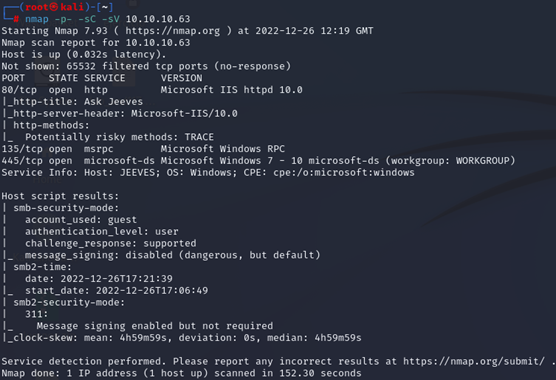 ┌──(root㉿kali)-[~]
└─# nmap -p- -sC -sV 10.10.10.63
Starting Nmap 7.93 ( https://nmap.org ) at 2022-12-26 12:19 GMT
Nmap scan report for 10.10.10.63
Host is up (0.032s latency).
Not shown: 65532 filtered tcp ports (no-response)
PORT    STATE SERVICE      VERSION
80/tcp  open  http         Microsoft IIS httpd 10.0
|_http-title: Ask Jeeves
|_http-server-header: Microsoft-IIS/10.0
| http-methods:
|_  Potentially risky methods: TRACE
135/tcp open  msrpc        Microsoft Windows RPC
445/tcp open  microsoft-ds Microsoft Windows 7 - 10 microsoft-ds (workgroup: WORKGROUP)
Service Info: Host: JEEVES; OS: Windows; CPE: cpe:/o:microsoft:windows

Host script results:
| smb-security-mode:
|   account_used: guest
|   authentication_level: user
|   challenge_response: supported
|_  message_signing: disabled (dangerous, but default)
| smb2-time:
|   date: 2022-12-26T17:21:39
|_  start_date: 2022-12-26T17:06:49
| smb2-security-mode:
|   311:
|_    Message signing enabled but not required
|_clock-skew: mean: 4h59m59s, deviation: 0s, median: 4h59m59s

Service detection performed. Please report any incorrect results at https://nmap.org/submit/ .
Nmap done: 1 IP address (1 host up) scanned in 152.30 seconds